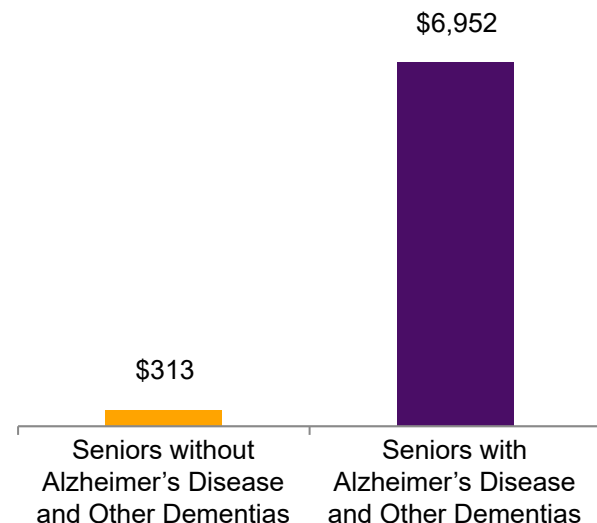 $6,952
$313
Seniors without
Alzheimer’s Disease
and Other Dementias
Seniors with
Alzheimer’s Disease
and Other Dementias